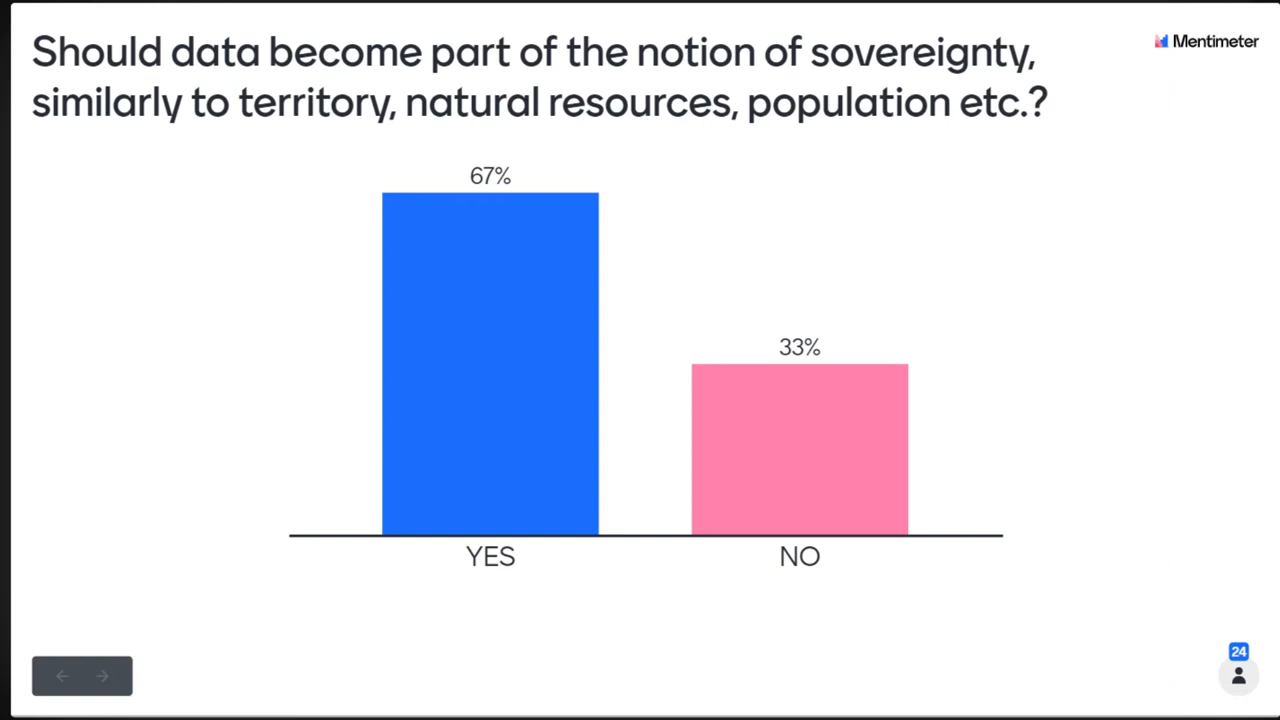 Should data become part of the notion of sovereignty,
similarly to territory, natural resources, population etc.?
Mentimeter
67%
33%
YES
NO
24